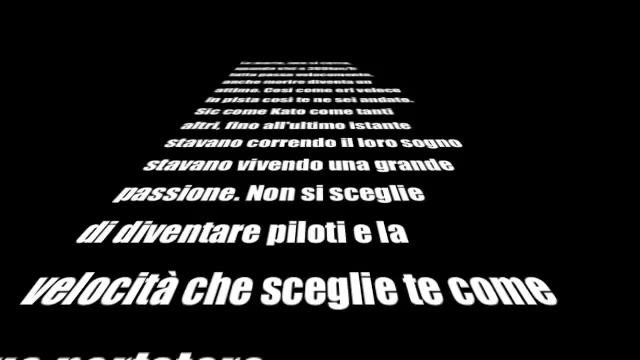 tutto passa velocemente,
anche morire diventa un
attimo. Così come eri veloce
in pista così te ne sei andato.
Sic come Kato come tanti
altri, fino all'ultimo istante
stavano correndo il loro sogno
stavano vivendo una grande
passione. Non si sceglie
di diventare piloti e la
velocità che sceglie te come